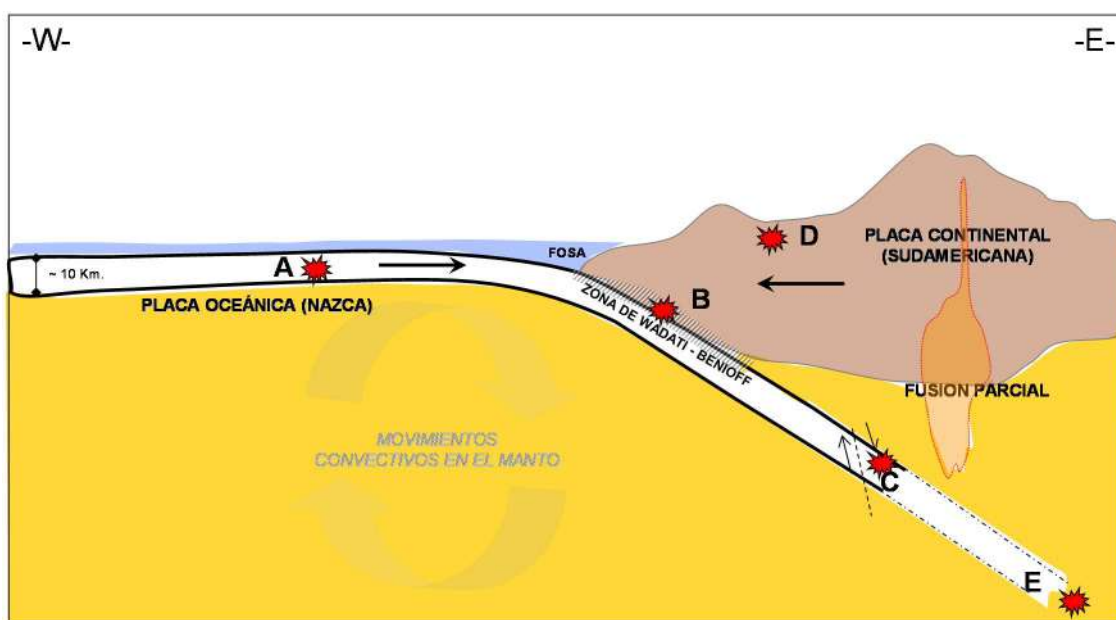 -W-
-E-
FOSA
D
PLACA CONTINENTAL
(SUDAMERICANA)
A
~ 10 Km.
PLACA OCEÁNICA (NAZCA)
B
ZONA DE WADATI - BENIOFF
FUSION PARCIAL
MOVIMIENTOS
CONVECTIVOS EN EL MANTO
C
E